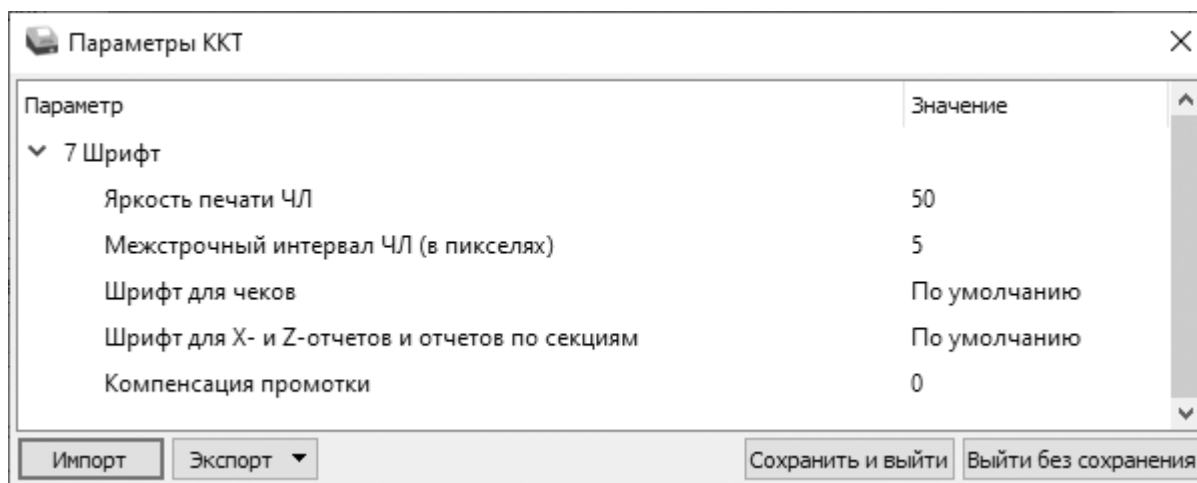 Параметры ККТ
Параметр Значение
7 Шрифт
Яркость печати ЧЛ 50
Межстрочный интервал ЧЛ (в пикселях) 5
Шрифт для чеков По умолчанию
Шрифт для X- и Z-отчетов и отчетов по секциям По умолчанию
Компенсация промотки 0
Импорт Экспорт Сохранить и выйти Выйти без сохранения